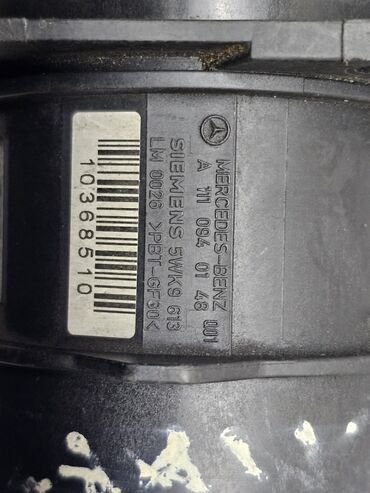 MERCEDES-BENZ
A 111 094 01 48 001
SIEMENS 5WK9 613
LM 0026 >PBT-GF30<
10368510